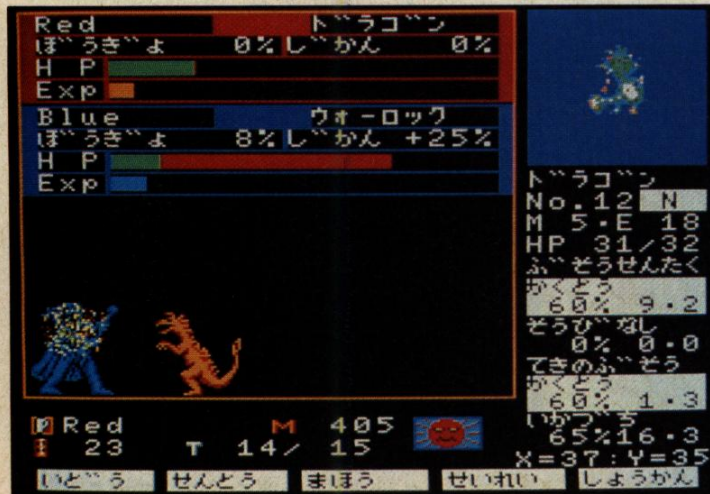 Red ドラゴン
ぼうぎょ 0% じかん 0%
HP
Exp
Blue ウォーロック
ぼうぎょ 8% じかん +25%
HP
Exp
ドラゴン
No.12 N
M 5・E 18
HP 31/32
ぶそうせんたく
かくとう
60% 9・2
そうびなし
0% 0・0
てきのぶそう
かくとう
60% 1・3
いかづち
65%16・3
X=37:Y=35
Red M 405
23 T 14/ 15
いどう せんとう まほう せいれい しょうかん